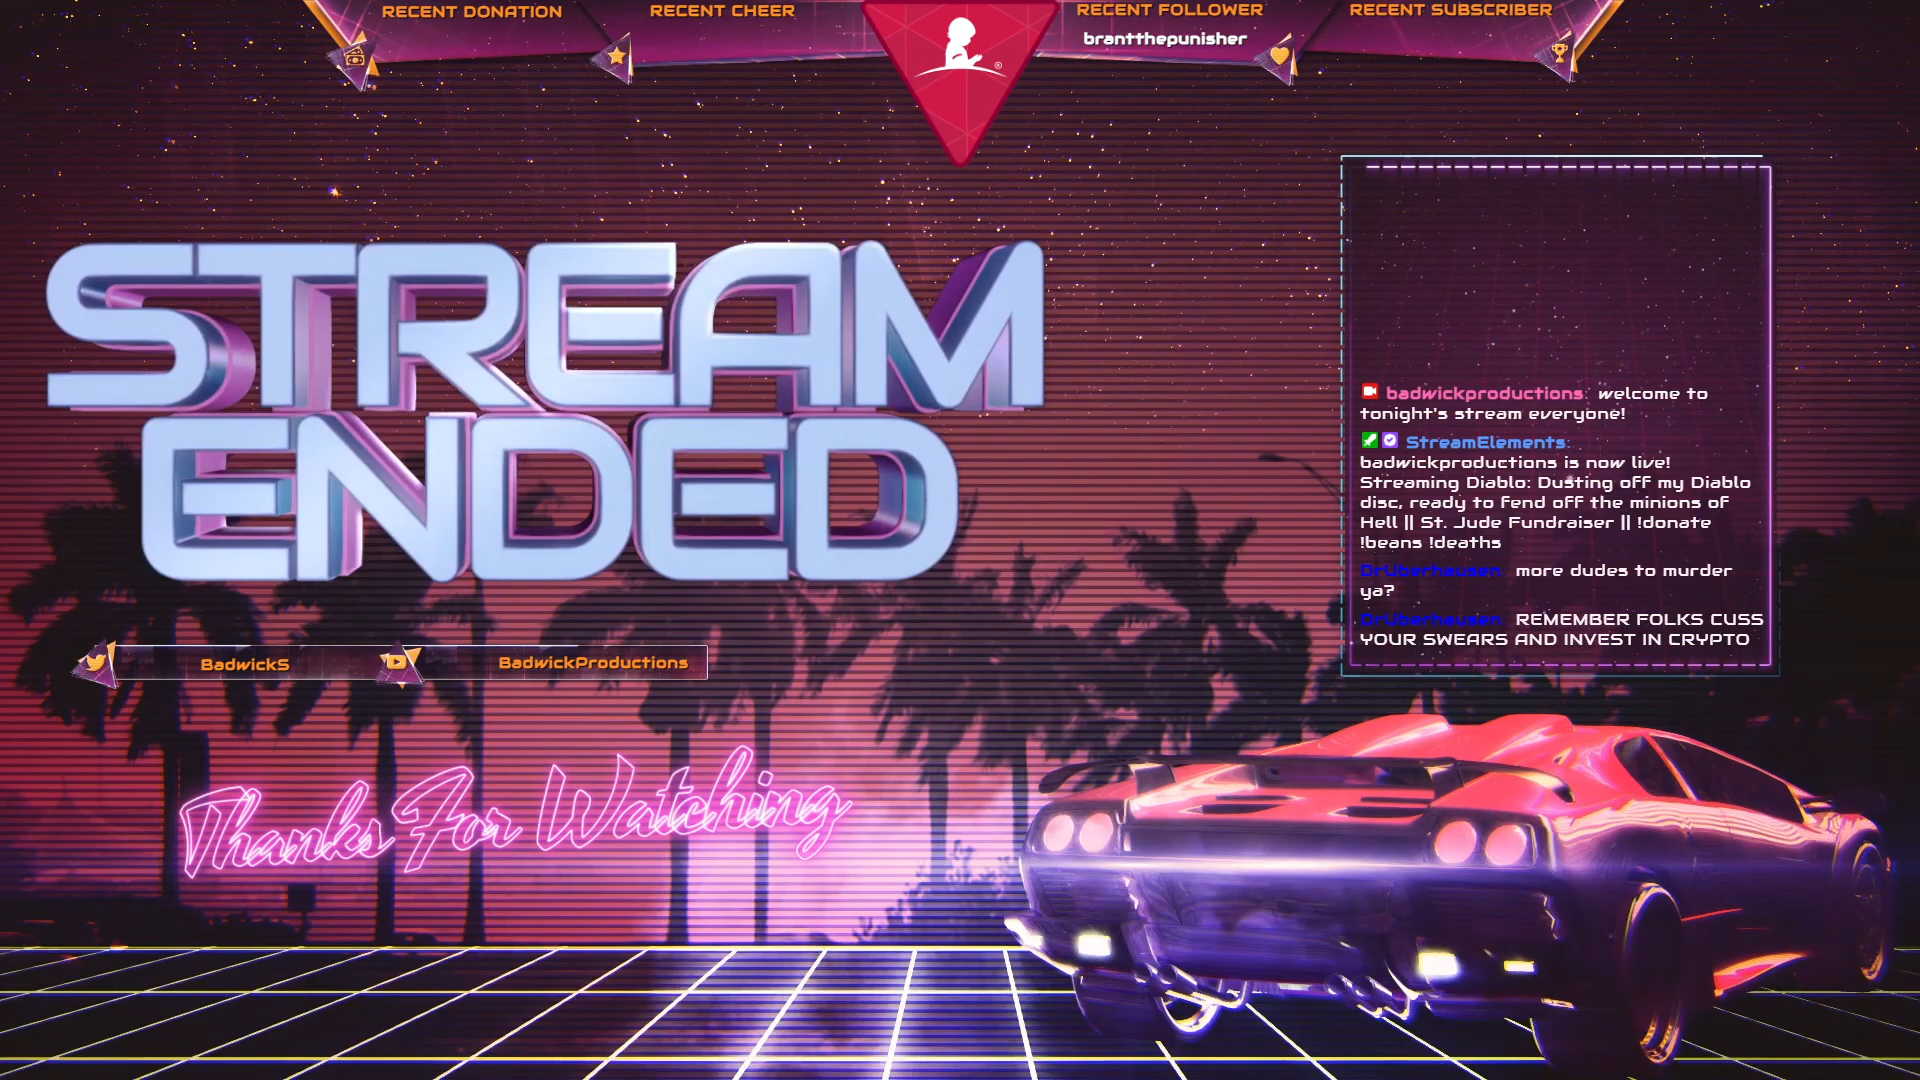 RECENT DONATION
RECENT CHEER
RECENT FOLLOWER
brantthepunisher
RECENT SUBSCRIBER
®
STREAM
ENDED
badwickproductions: welcome to
tonight's stream everyone!
StreamElements:
badwickproductions is now live!
Streaming Diablo: Dusting off my Diablo
disc, ready to fend off the minions of
Hell || St. Jude Fundraiser || !donate
!beans !deaths
DrUberhausen: more dudes to murder
ya?
DrUberhausen: REMEMBER FOLKS CUSS
YOUR SWEARS AND INVEST IN CRYPTO
BadwickS
BadwickProductions
Thanks For Watching